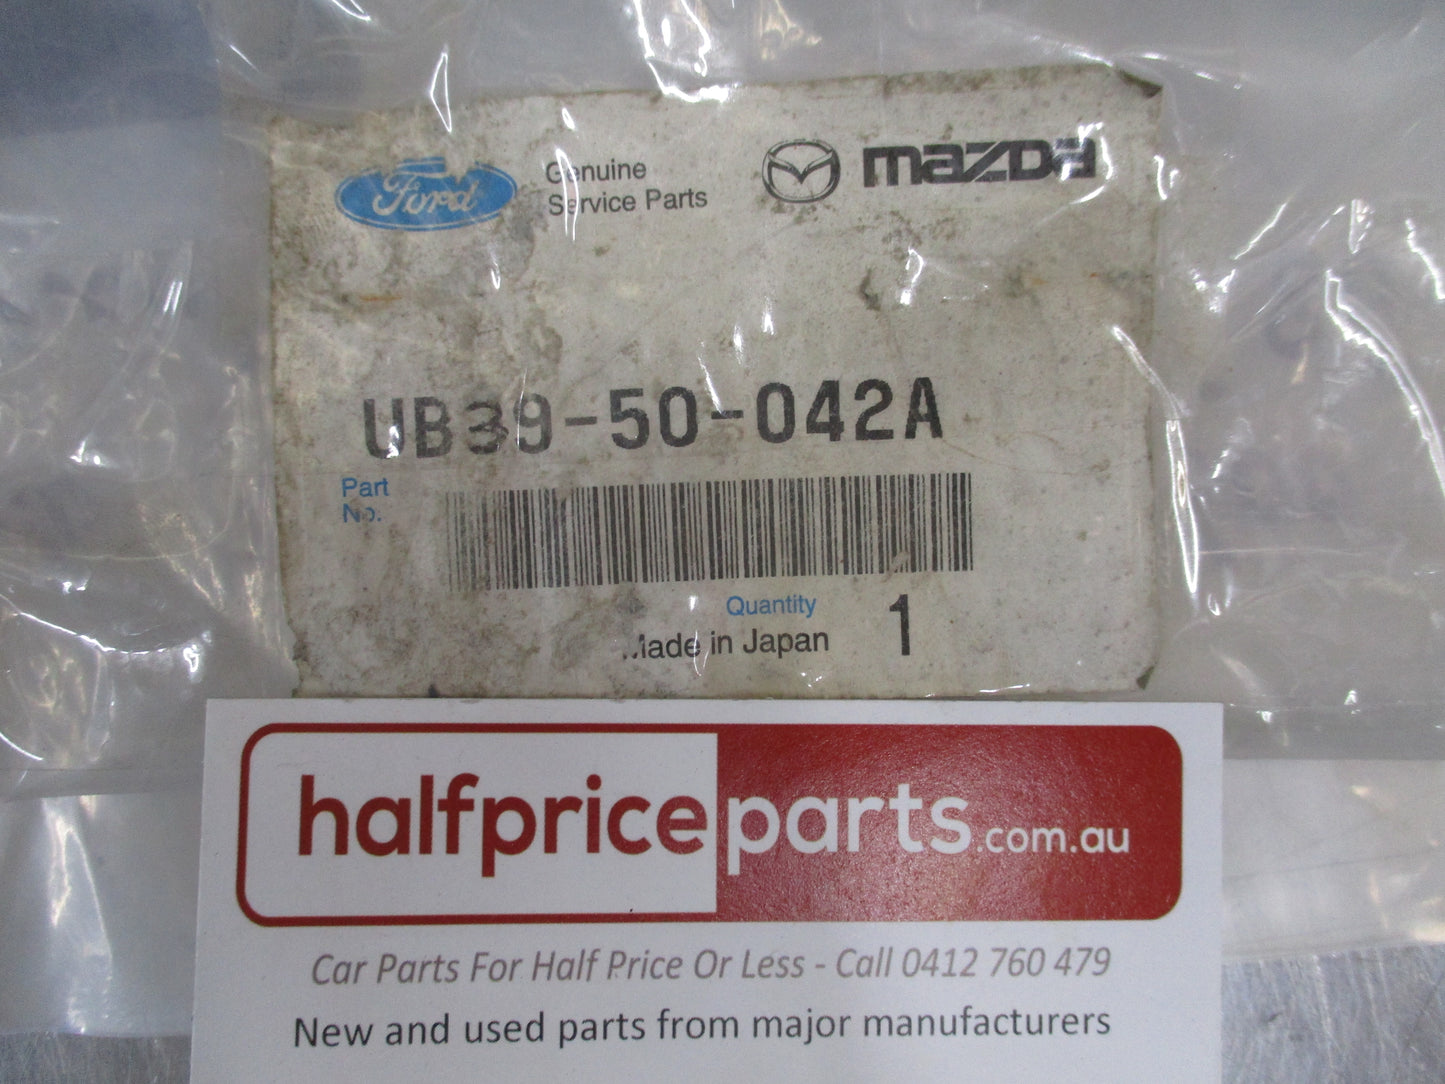 Ford
Genuine
Service Parts
mazda
UB39-50-042A
Part
No.
Quantity
Made in Japan
1
halfpriceparts.com.au
Car Parts For Half Price Or Less - Call 0412 760 479
New and used parts from major manufacturers